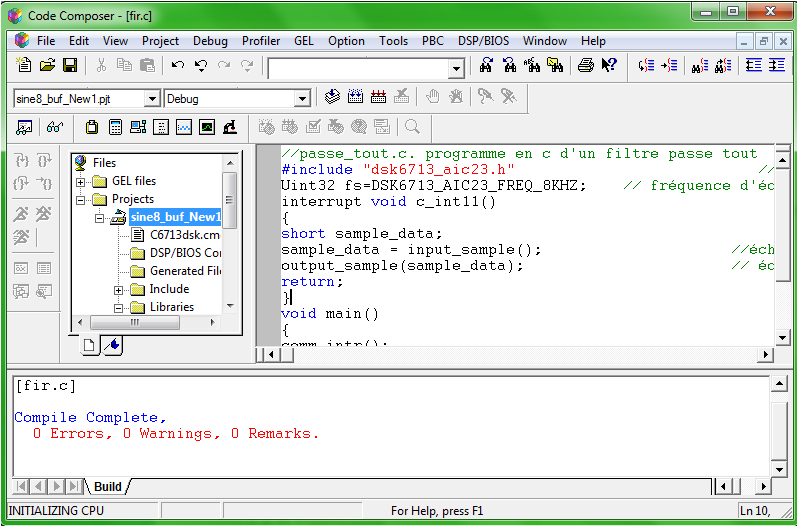 Code Composer - [fir.c]
File Edit View Project Debug Profiler GEL Option Tools PBC DSP/BIOS Window Help
sine8_buf_New1.pjt Debug
Files
GEL files
Projects
sine8_buf_New1
C6713dsk.cm
DSP/BIOS Co
Generated File
Include
Libraries
//passe_tout.c. programme en c d'un filtre passe tout
#include "dsk6713_aic23.h" //
Uint32 fs=DSK6713_AIC23_FREQ_8KHZ; // fréquence d'éc
interrupt void c_int11()
{
short sample_data;
sample_data = input_sample(); //éch
output_sample(sample_data); // éc
return;
}
void main()
{
comm_intr();
[fir.c]
Compile Complete,
0 Errors, 0 Warnings, 0 Remarks.
Build
INITIALIZING CPU For Help, press F1 Ln 10,